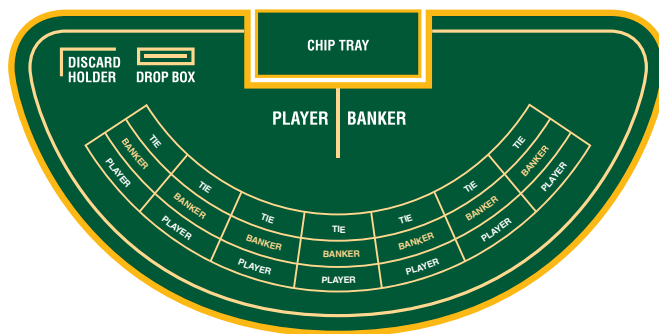 CHIP TRAY
DISCARD
HOLDER
DROP BOX
PLAYER
BANKER
TIE
TIE
TIE
TIE
TIE
TIE
TIE
BANKER
BANKER
BANKER
BANKER
BANKER
BANKER
BANKER
PLAYER
PLAYER
PLAYER
PLAYER
PLAYER
PLAYER
PLAYER